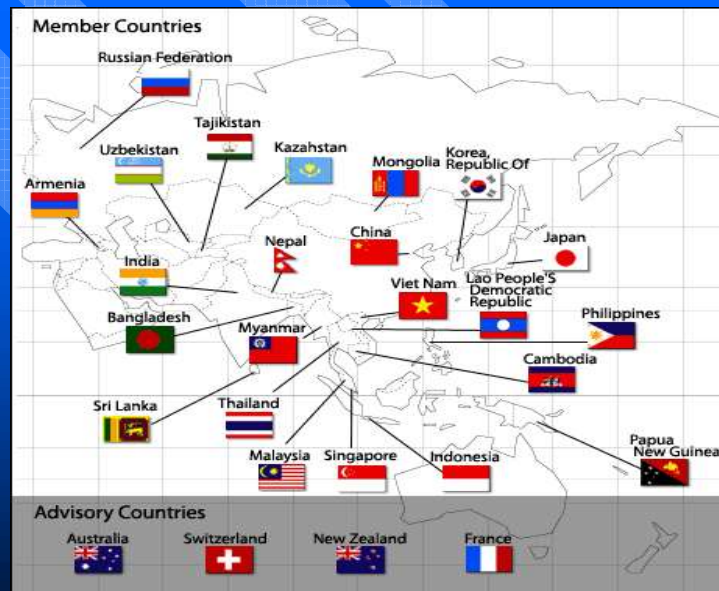 Member Countries
Russian Federation
Tajikistan
Uzbekistan
Kazahstan
Korea,
Republic Of
Mongolia
Armenia
China
Japan
Nepal
India
Viet Nam
Lao People'S
Democratic
Republic
Bangladesh
Myanmar
Philippines
Cambodia
Sri Lanka
Thailand
Malaysia
Singapore
Indonesia
Papua
New Guinea
Advisory Countries
Australia
Switzerland
New Zealand
France